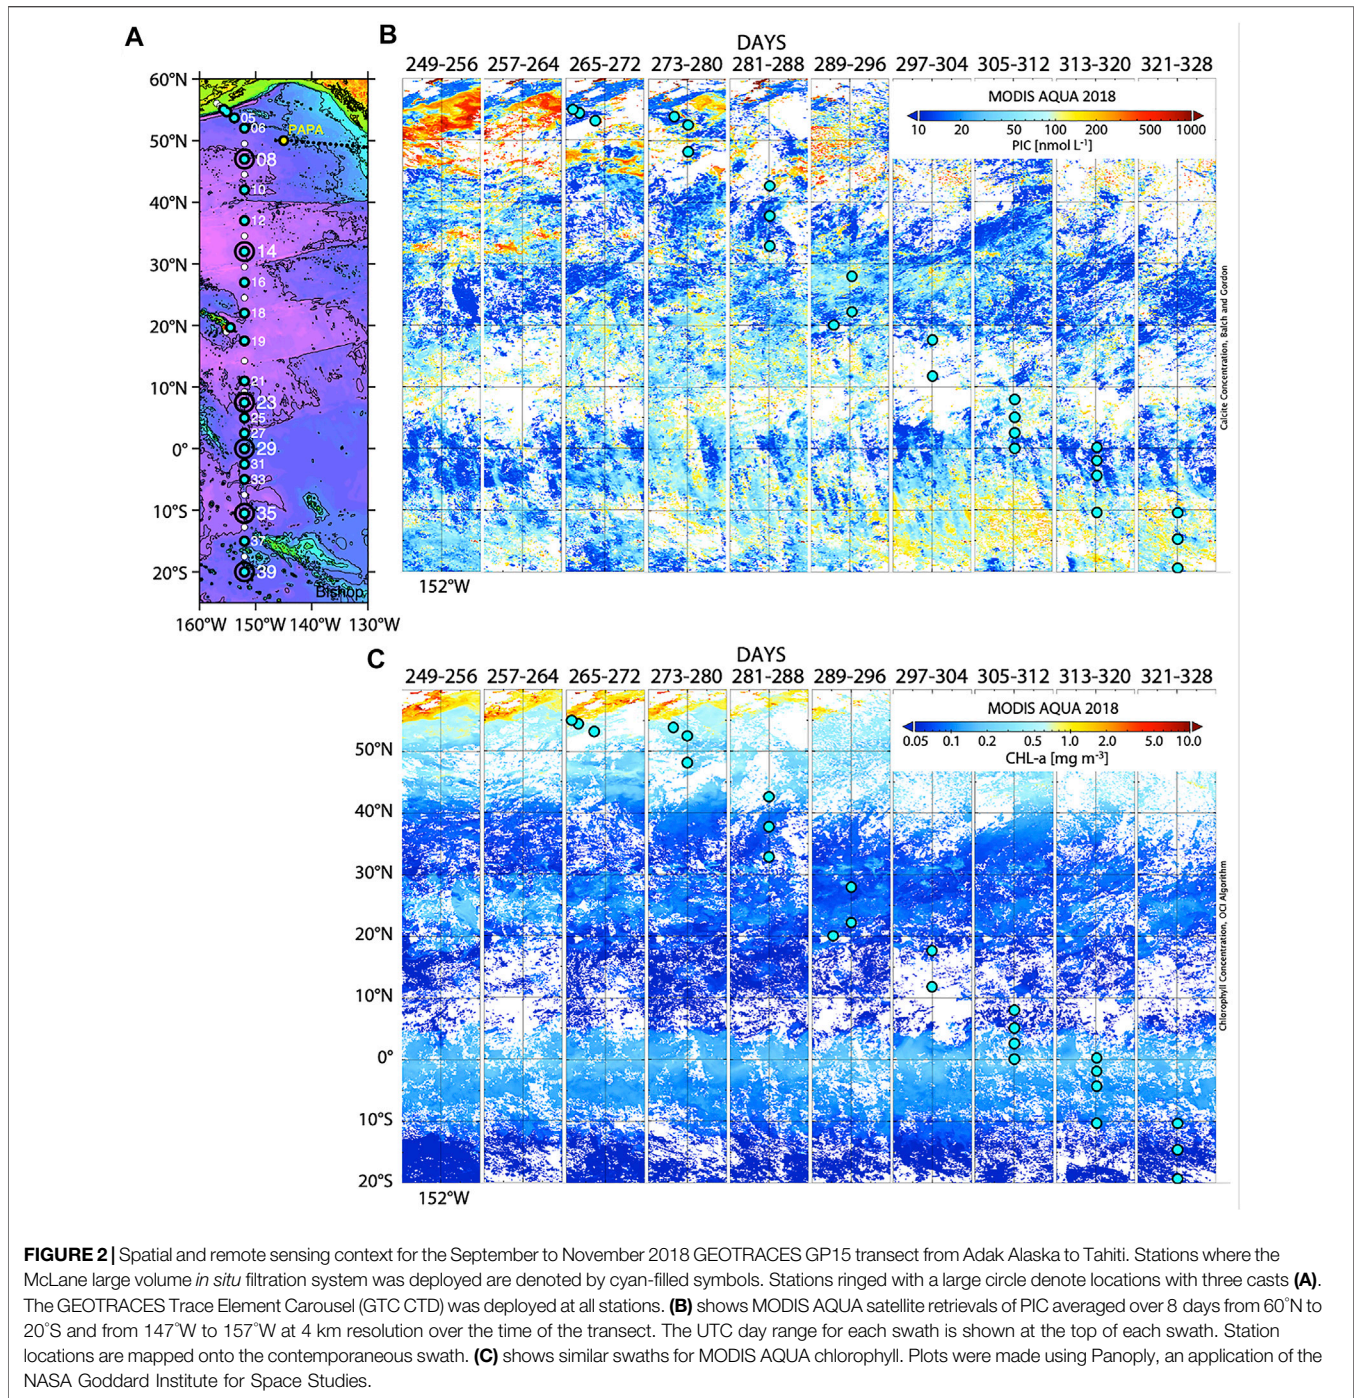 A
60°N
50°N
40°N
30°N
20°N
10°N
0°
10°S
20°S
160°W 150°W 140°W 130°W
05
06
PAPA
08
10
12
14
16
18
19
21
23
25
27
29
31
33
35
37
39
Bishop
B
DAYS
249-256 257-264 265-272 273-280 281-288 289-296 297-304 305-312 313-320 321-328
MODIS AQUA 2018
10 20 50 100 200 500 1000
PIC [nmol L⁻¹]
Calcite Concentration, Balch and Gordon
152°W
C
DAYS
249-256 257-264 265-272 273-280 281-288 289-296 297-304 305-312 313-320 321-328
MODIS AQUA 2018
0.05 0.1 0.2 0.5 1.0 2.0 5.0 10.0
CHL-a [mg m⁻³]
50°N
40°N
30°N
20°N
10°N
0°
10°S
20°S
Chlorophyll Concentration, OCI Algorithm
152°W
FIGURE 2 | Spatial and remote sensing context for the September to November 2018 GEOTRACES GP15 transect from Adak Alaska to Tahiti. Stations where the
McLane large volume in situ filtration system was deployed are denoted by cyan-filled symbols. Stations ringed with a large circle denote locations with three casts (A).
The GEOTRACES Trace Element Carousel (GTC CTD) was deployed at all stations. (B) shows MODIS AQUA satellite retrievals of PIC averaged over 8 days from 60°N to
20°S and from 147°W to 157°W at 4 km resolution over the time of the transect. The UTC day range for each swath is shown at the top of each swath. Station
locations are mapped onto the contemporaneous swath. (C) shows similar swaths for MODIS AQUA chlorophyll. Plots were made using Panoply, an application of the
NASA Goddard Institute for Space Studies.